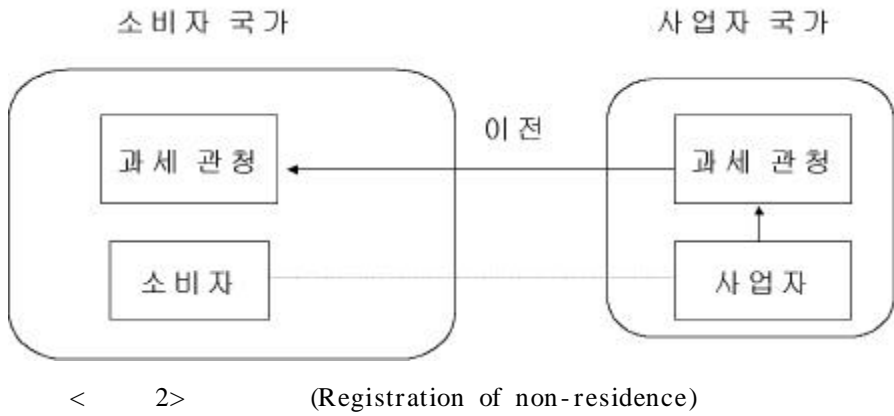 소비자 국가 사업자 국가
이전
과세 관청 과세 관청
소비자 사업자
< 2> (Registration of non-residence)